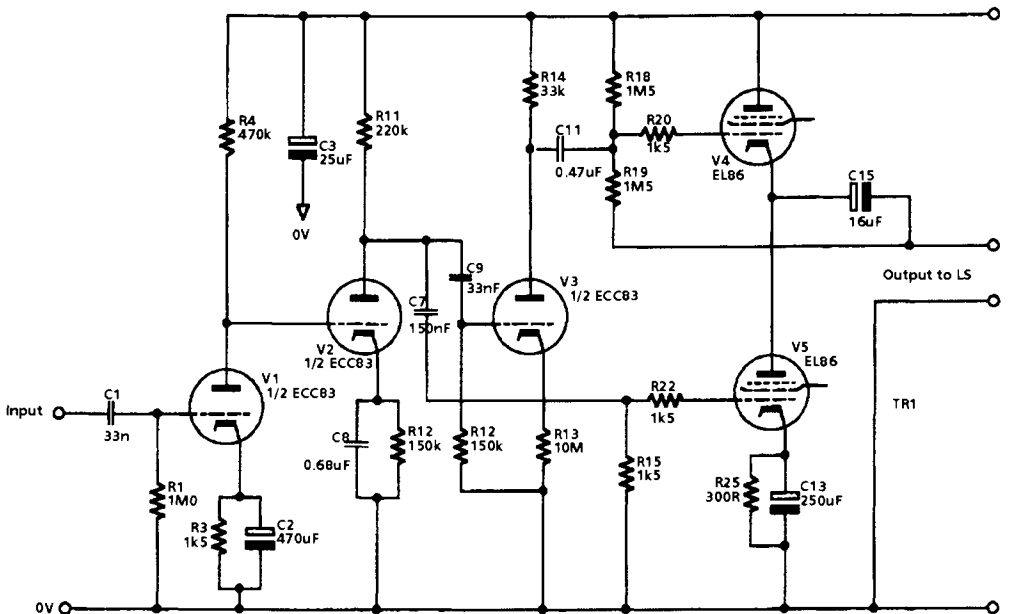 R4
470k
C3
25uF
0V
R11
220k
R14
33k
C11
0.47uF
R18
1M5
R20
1k5
R19
1M5
V4
EL86
C15
16uF
Output to LS
C9
33nF
C7
150nF
V3
1/2 ECC83
V2
1/2 ECC83
V1
1/2 ECC83
Input
C1
33n
R1
1M0
R3
1k5
C2
470uF
C8
0.68uF
R12
150k
R12
150k
R13
10M
R22
1k5
R15
1k5
V5
EL86
R25
300R
C13
250uF
TR1
0V